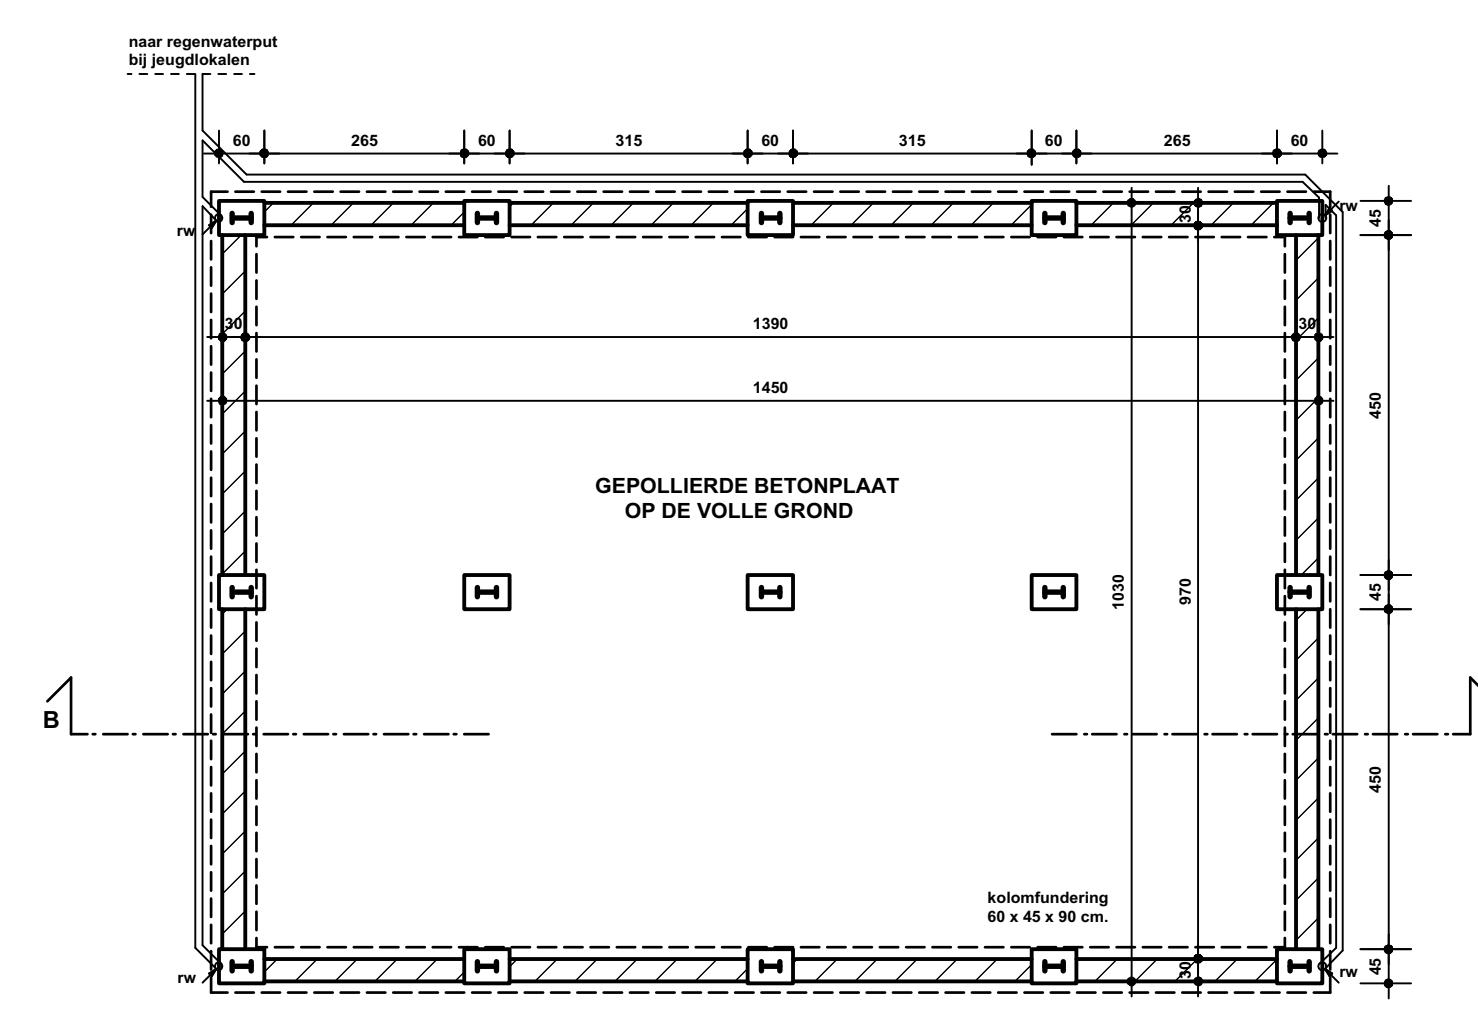 naar regenwaterput
bij jeugdlokalen
60 265 60 315 60 315 60 265 60
rw
30
rw
45
30 1390 30
1450
450
GEPOLLIERDE BETONPLAAT
OP DE VOLLE GROND
1030
970
45
B
450
kolomfundering
60 x 45 x 90 cm.
rw
30
rw
45